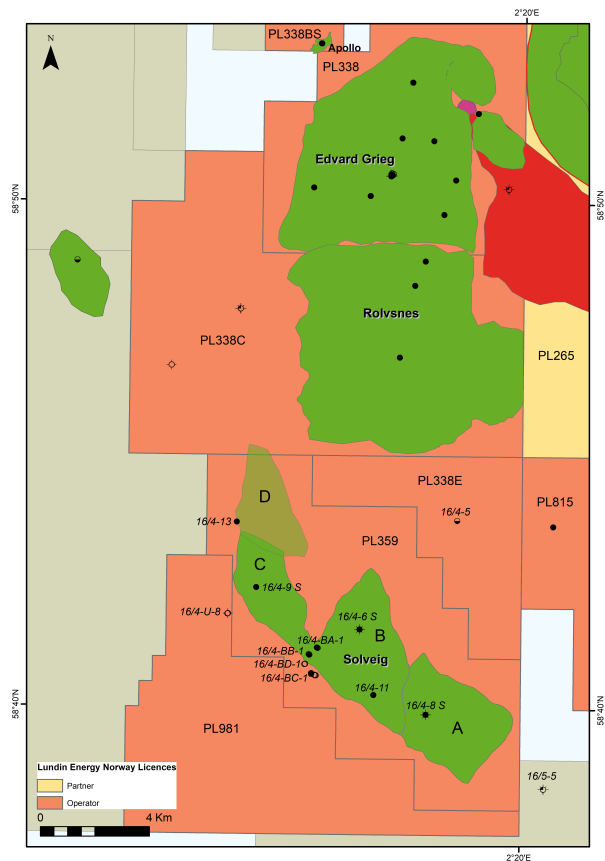 2°20'E
N
PL338BS
Apollo
PL338
Edvard Grieg
58°50'N
58°50'N
Rolvsnes
PL338C
PL265
D
PL338E
16/4-5
PL815
16/4-13
PL359
C
16/4-9 S
16/4-U-8
16/4-6 S
B
16/4-BA-1
16/4-BB-1
Solveig
16/4-BD-1
16/4-BC-1
16/4-11
58°40'N
58°40'N
16/4-8 S
A
PL981
Lundin Energy Norway Licences
Partner
Operator
16/5-5
0 4 Km
2°20'E